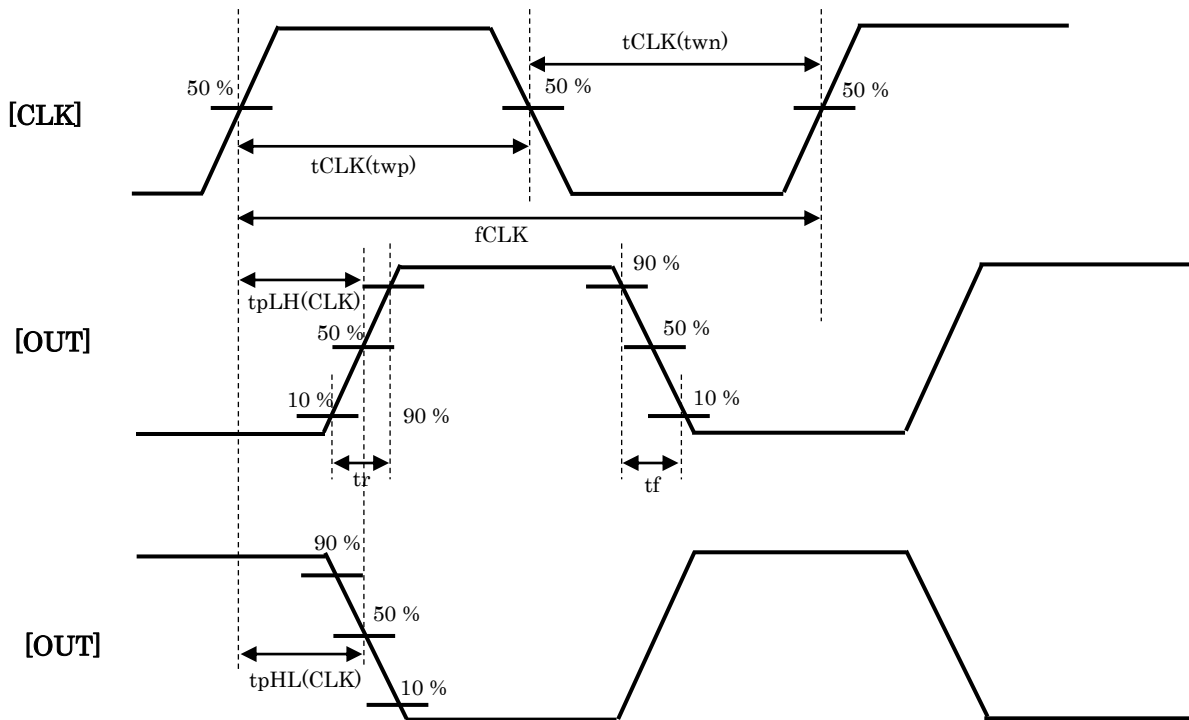 tCLK(twn)
50 %
50 %
50 %
[CLK]
tCLK(twp)
fCLK
90 %
tpLH(CLK)
50 %
50 %
[OUT]
10 %
10 %
90 %
tr
tf
90 %
50 %
[OUT]
tpHL(CLK)
10 %